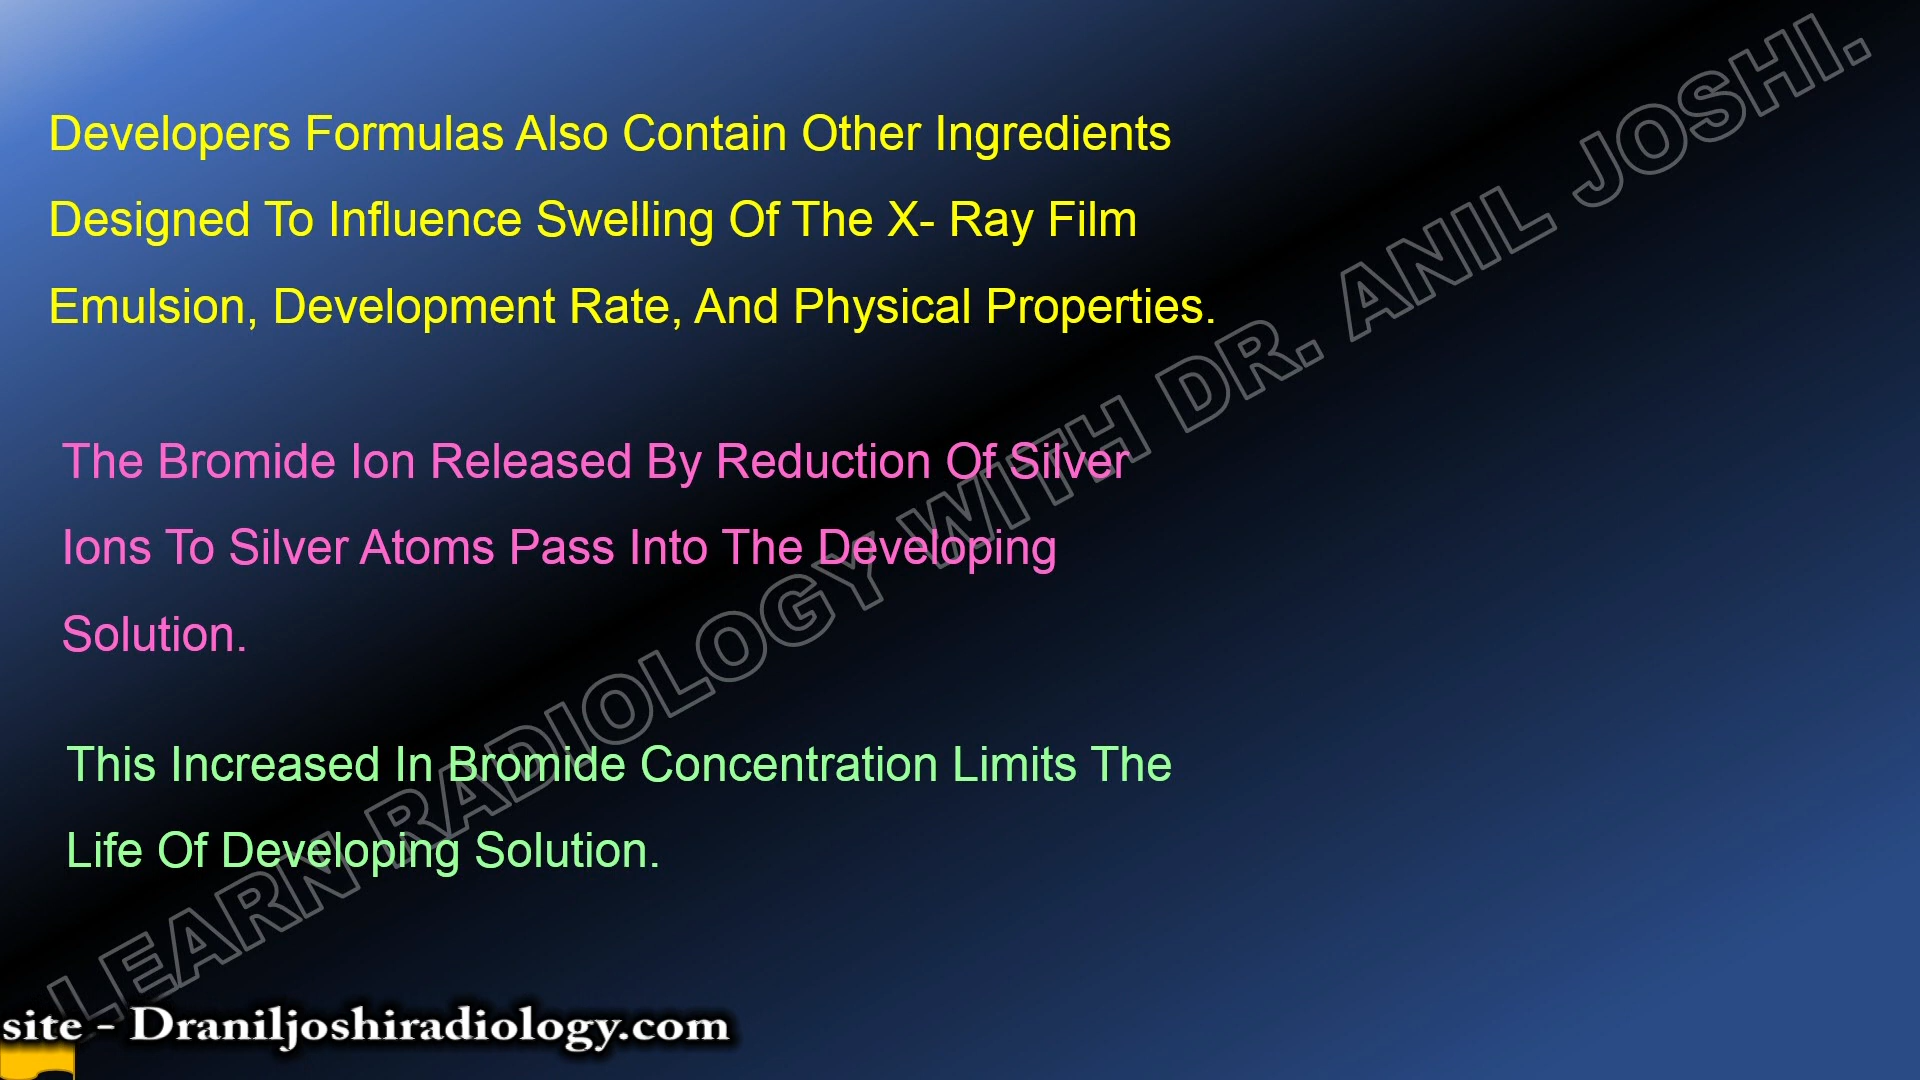 Developers Formulas Also Contain Other Ingredients
Designed To Influence Swelling Of The X- Ray Film
Emulsion, Development Rate, And Physical Properties.
The Bromide Ion Released By Reduction Of Silver
Ions To Silver Atoms Pass Into The Developing
Solution.
This Increased In Bromide Concentration Limits The
Life Of Developing Solution.
LEARN RADIOLOGY WITH DR. ANIL JOSHI.
site - Draniljoshiradiology.com